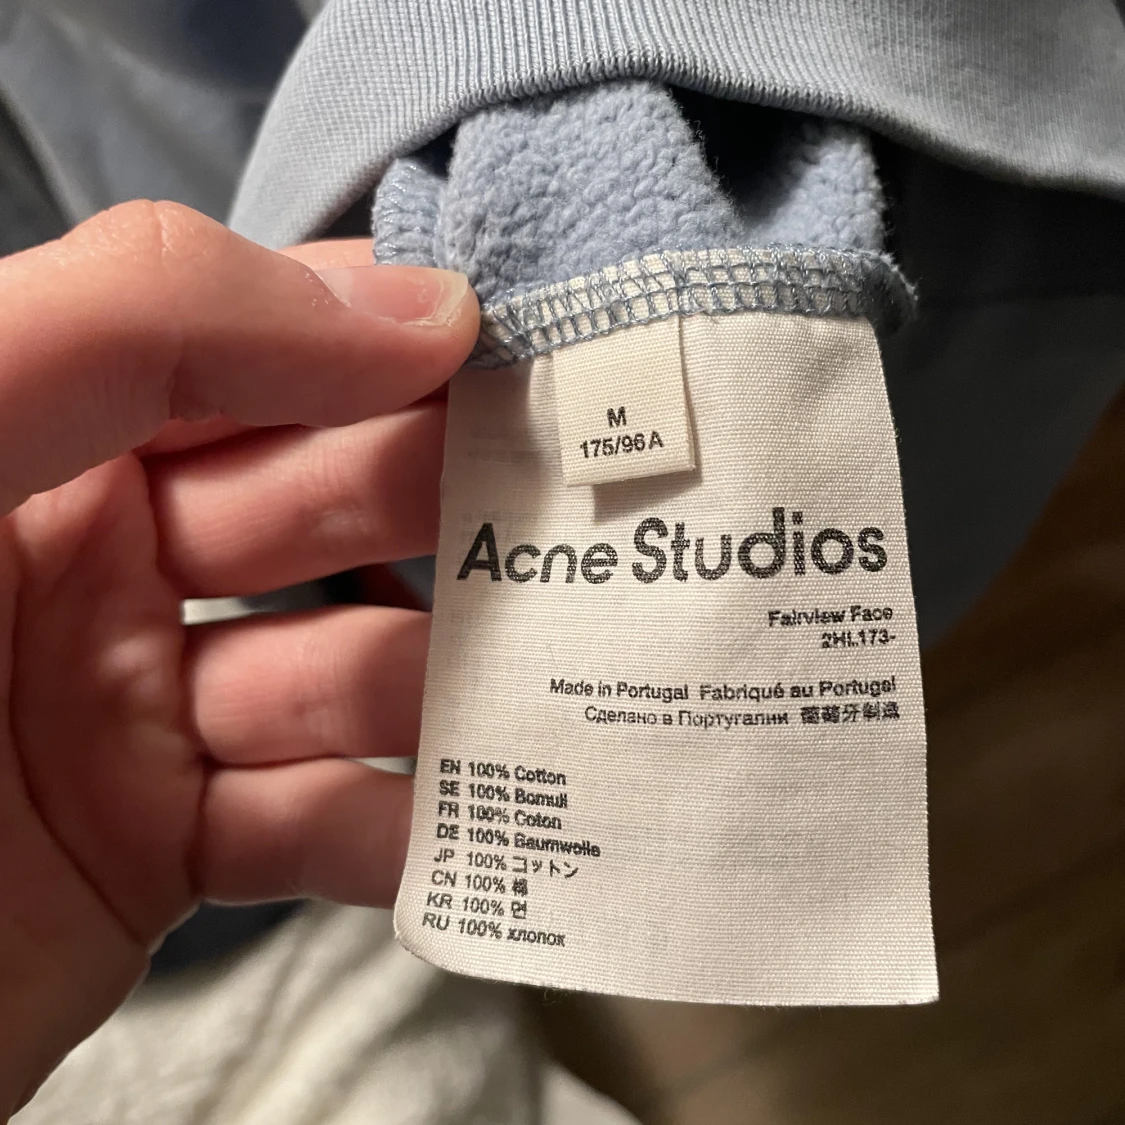 M
175/96A
Acne Studios
Fairview Face
2HL173-
Made in Portugal Fabriqué au Portugal
Сделано в Португалии 葡萄牙制造
EN 100% Cotton
SE 100% Bomull
FR 100% Coton
DE 100% Baumwolle
JP 100% コットン
CN 100% 棉
KR 100% 면
RU 100% хлопок